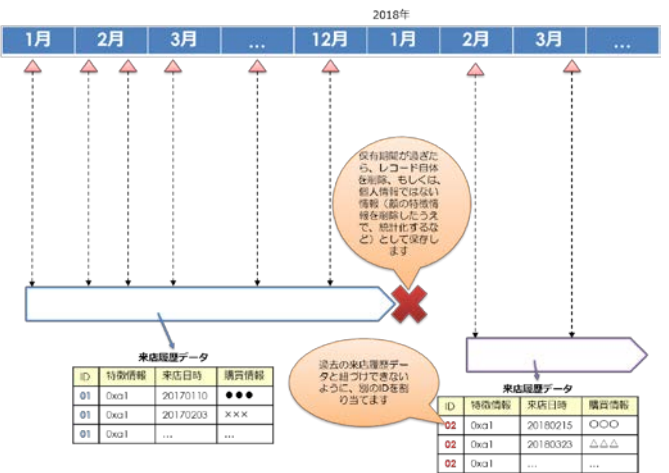 2018年
1月 2月 3月 … 12月 1月 2月 3月 …
保有期間が過ぎた
ら、レコード自体
を削除、もしくは、
個人情報ではない
情報（顔の特徴情
報を削除したうえ
で、統計化するな
ど）として保存し
ます
来店履歴データ
ID 特徴情報 来店日時 購買情報
01 0xa1 20170110 ●●●
01 0xa1 20170203 ×××
01 0xa1 … …
過去の来店履歴デー
タと紐づけできない
ように、別のIDを割
り当てます
来店履歴データ
ID 特徴情報 来店日時 購買情報
02 0xa1 20180215 〇〇〇
02 0xa1 20180323 △△△
02 0xa1 … …